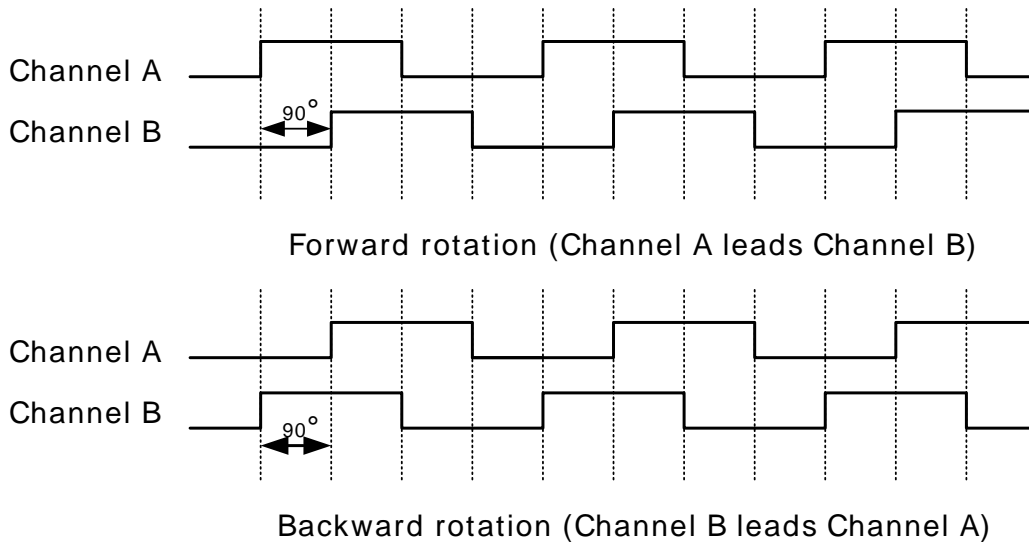 Channel A
90°
Channel B
Forward rotation (Channel A leads Channel B)
Channel A
Channel B
90°
Backward rotation (Channel B leads Channel A)